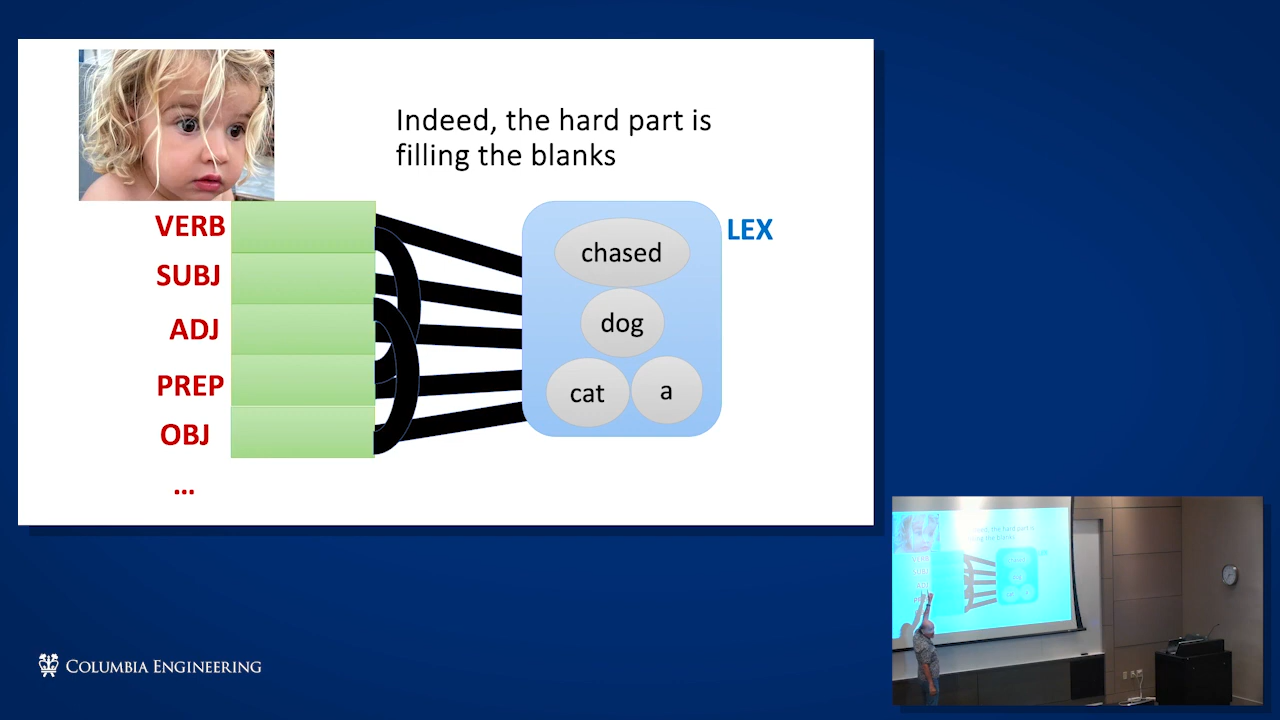 Indeed, the hard part is
filling the blanks
VERB
SUBJ
ADJ
PREP
OBJ
...
chased
dog
cat
a
LEX
COLUMBIA ENGINEERING